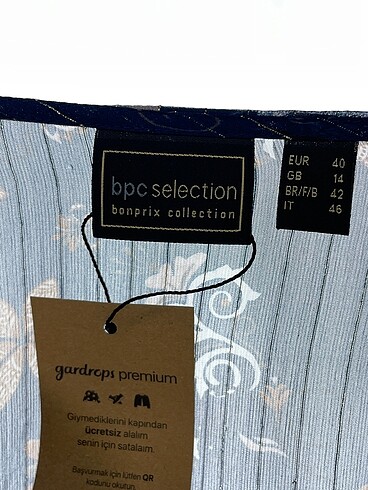 bpc selection
bonprix collection
EUR 40
GB 14
BR/F/B 42
IT 46
gardrops premium
Giymediklerini kapından
ücretsiz alalım
senin için satalaım
Başvurmak için lütfen QR
kodunu okutun.